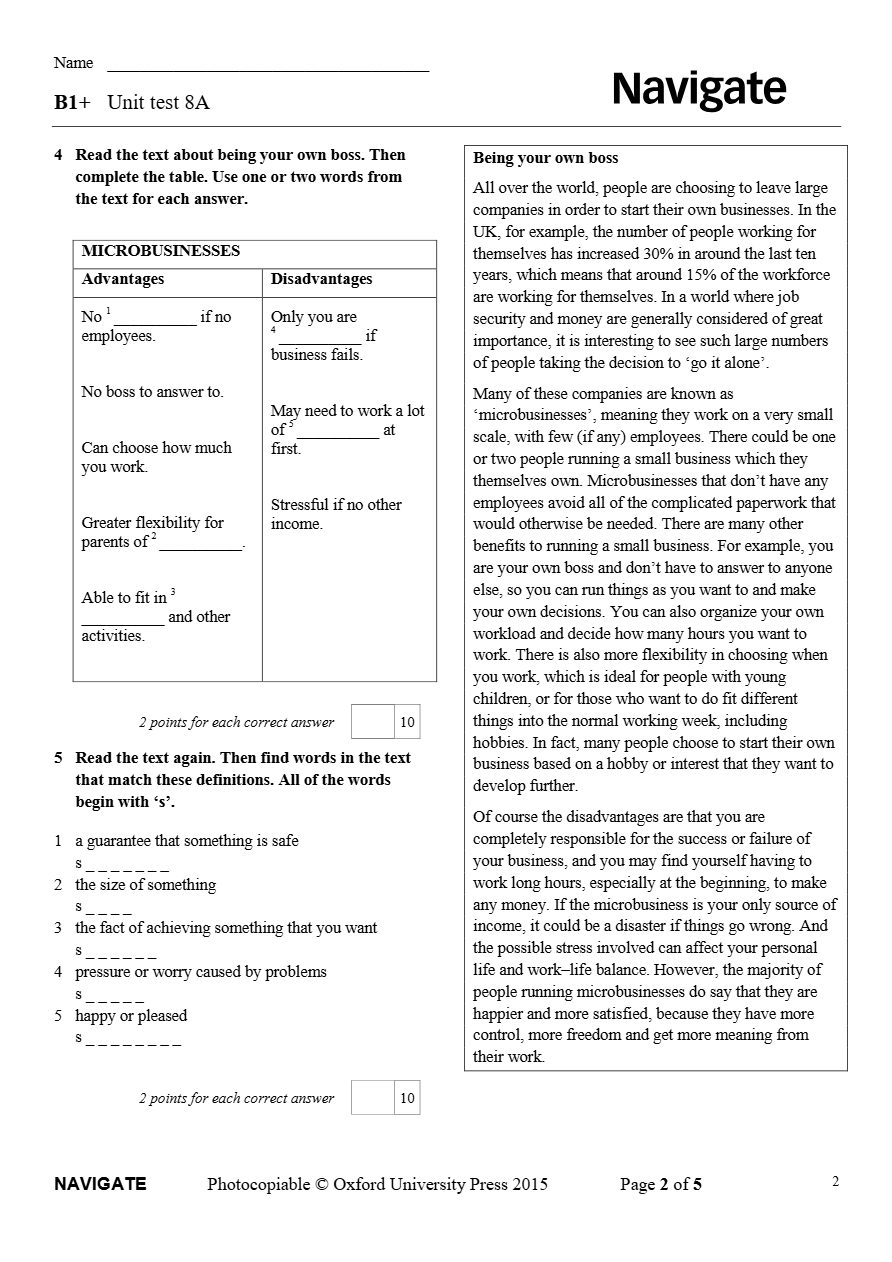 Name ______________________________________
Navigate
B1+ Unit test 8A
4 Read the text about being your own boss. Then
complete the table. Use one or two words from
the text for each answer.
MICROBUSINESSES
Advantages
No 1 __________ if no
employees.
No boss to answer to.
Can choose how much
you work.
Greater flexibility for
parents of 2 __________.
Able to fit in 3
__________ and other
activities.
Disadvantages
Only you are
4 __________ if
business fails.
May need to work a lot
of 5 __________ at
first.
Stressful if no other
income.
2 points for each correct answer 10
5 Read the text again. Then find words in the text
that match these definitions. All of the words
begin with ‘s’.
1 a guarantee that something is safe
s _ _ _ _ _ _ _
2 the size of something
s _ _ _ _
3 the fact of achieving something that you want
s _ _ _ _ _ _
4 pressure or worry caused by problems
s _ _ _ _ _
5 happy or pleased
s _ _ _ _ _ _ _ _
2 points for each correct answer 10
Being your own boss
All over the world, people are choosing to leave large
companies in order to start their own businesses. In the
UK, for example, the number of people working for
themselves has increased 30% in around the last ten
years, which means that around 15% of the workforce
are working for themselves. In a world where job
security and money are generally considered of great
importance, it is interesting to see such large numbers
of people taking the decision to ‘go it alone’.
Many of these companies are known as
‘microbusinesses’, meaning they work on a very small
scale, with few (if any) employees. There could be one
or two people running a small business which they
themselves own. Microbusinesses that don’t have any
employees avoid all of the complicated paperwork that
would otherwise be needed. There are many other
benefits to running a small business. For example, you
are your own boss and don’t have to answer to anyone
else, so you can run things as you want to and make
your own decisions. You can also organize your own
workload and decide how many hours you want to
work. There is also more flexibility in choosing when
you work, which is ideal for people with young
children, or for those who want to do fit different
things into the normal working week, including
hobbies. In fact, many people choose to start their own
business based on a hobby or interest that they want to
develop further.
Of course the disadvantages are that you are
completely responsible for the success or failure of
your business, and you may find yourself having to
work long hours, especially at the beginning, to make
any money. If the microbusiness is your only source of
income, it could be a disaster if things go wrong. And
the possible stress involved can affect your personal
life and work–life balance. However, the majority of
people running microbusinesses do say that they are
happier and more satisfied, because they have more
control, more freedom and get more meaning from
their work.
NAVIGATE Photocopiable © Oxford University Press 2015 Page 2 of 5 2